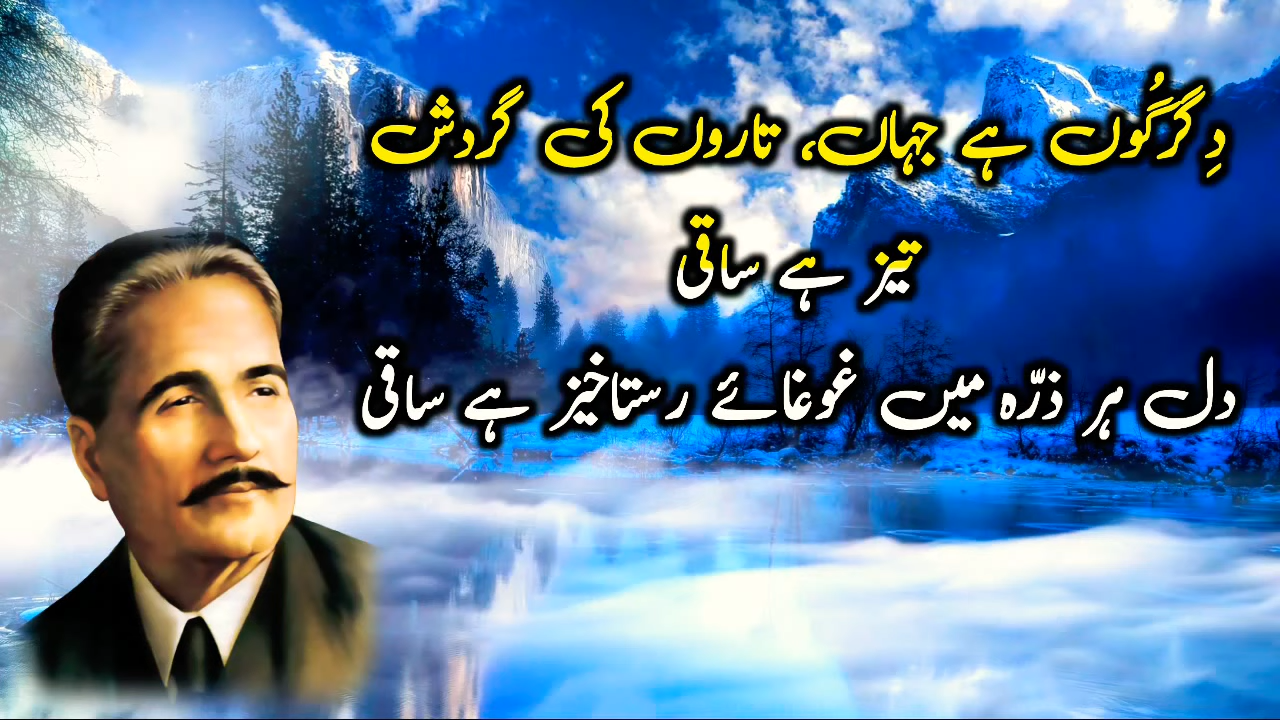 دِگرگُوں ہے جہاں، تاروں کی گردش
تیز ہے ساقی
دل ہر ذرّہ میں غوغائے رستاخیز ہے ساقی